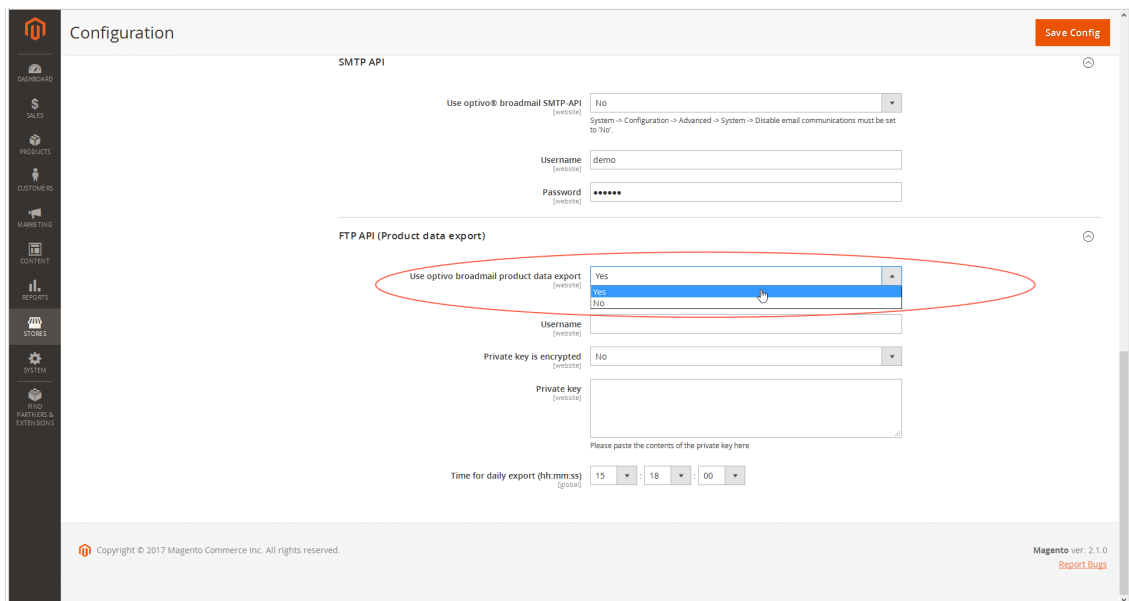 Configuration
Save Config
DASHBOARD
$
SALES
PRODUCTS
CUSTOMERS
MARKETING
CONTENT
REPORTS
STORES
SYSTEM
FIND
PARTNERS &
EXTENSIONS
SMTP API
Use optivo® broadmail SMTP-API No
[website]
System -> Configuration -> Advanced -> System -> Disable email communications must be set
to 'No'.
Username demo
[website]
Password ••••••
[website]
FTP API (Product data export)
Use optivo broadmail product data export Yes
[website]
Yes
No
Username
[website]
Private key is encrypted No
[website]
Private key
[website]
Please paste the contents of the private key here
Time for daily export (hh:mm:ss) 15 : 18 : 00
[global]
Copyright © 2017 Magento Commerce Inc. All rights reserved.
Magento ver. 2.1.0
Report Bugs